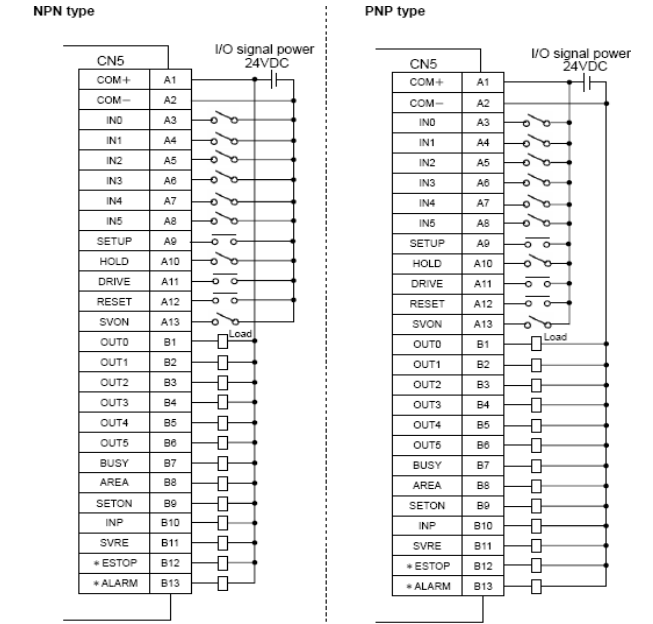 NPN type
I/O signal power
24VDC
CN5
COM+ A1
COM− A2
IN0 A3
IN1 A4
IN2 A5
IN3 A6
IN4 A7
IN5 A8
SETUP A9
HOLD A10
DRIVE A11
RESET A12
SVON A13
Load
OUT0 B1
OUT1 B2
OUT2 B3
OUT3 B4
OUT4 B5
OUT5 B6
BUSY B7
AREA B8
SETON B9
INP B10
SVRE B11
* ESTOP B12
* ALARM B13
PNP type
I/O signal power
24VDC
CN5
COM+ A1
COM− A2
IN0 A3
IN1 A4
IN2 A5
IN3 A6
IN4 A7
IN5 A8
SETUP A9
HOLD A10
DRIVE A11
RESET A12
SVON A13
Load
OUT0 B1
OUT1 B2
OUT2 B3
OUT3 B4
OUT4 B5
OUT5 B6
BUSY B7
AREA B8
SETON B9
INP B10
SVRE B11
* ESTOP B12
* ALARM B13